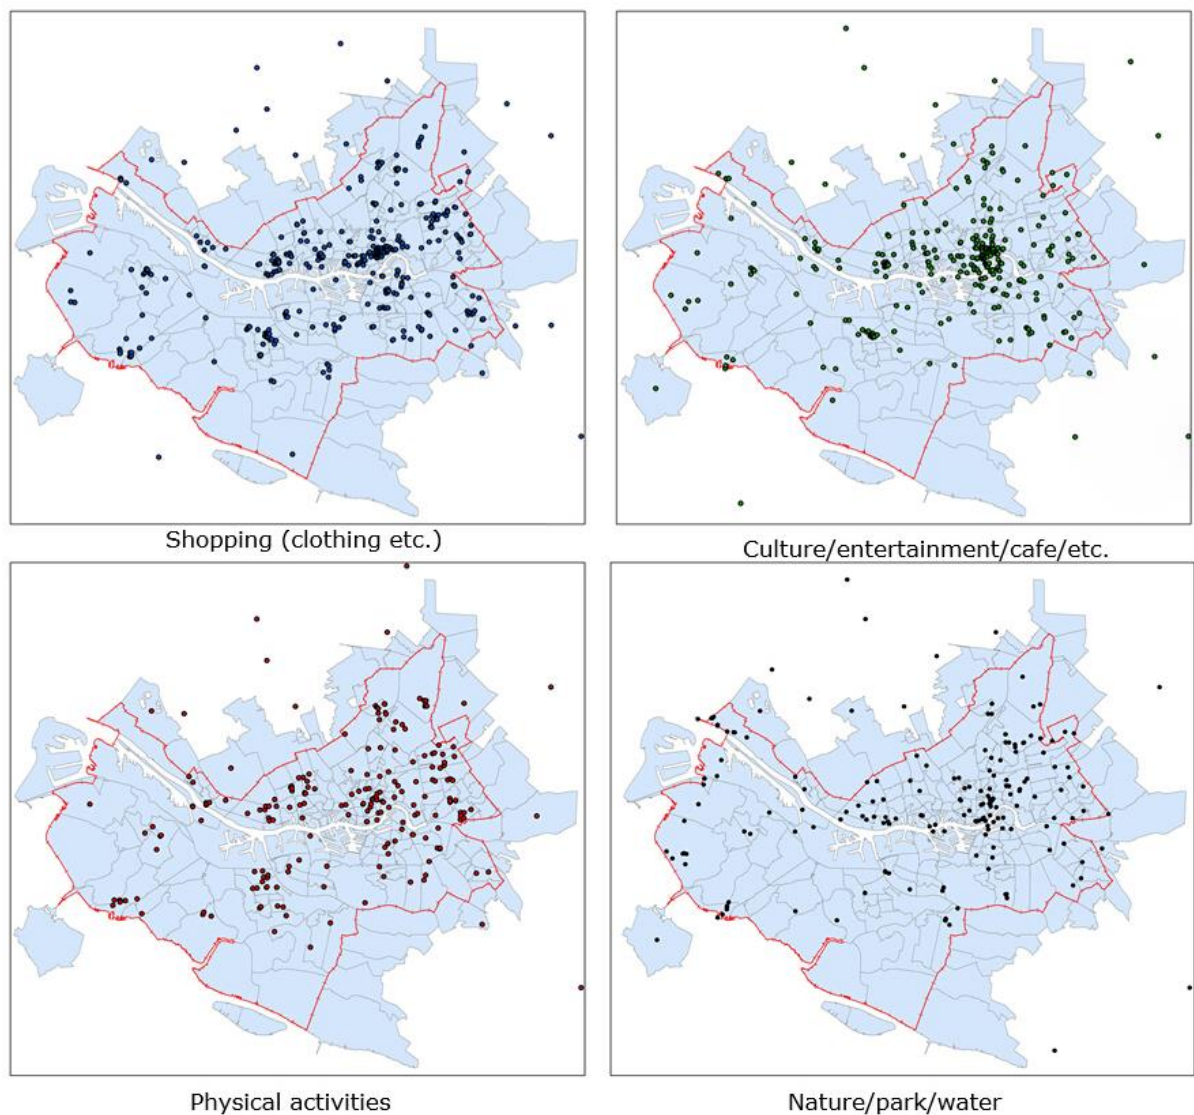 Shopping (clothing etc.)
Culture/entertainment/cafe/etc.
Physical activities
Nature/park/water